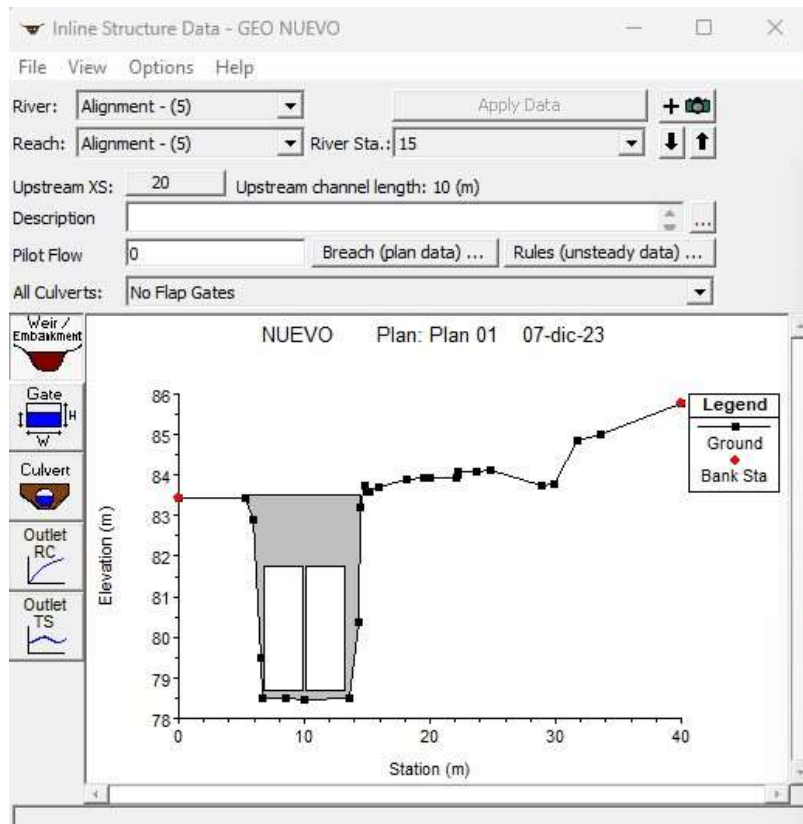 Inline Structure Data - GEO NUEVO
File View Options Help
River: Alignment - (5) Apply Data
Reach: Alignment - (5) River Sta.: 15
Upstream XS: 20 Upstream channel length: 10 (m)
Description ...
Pilot Flow 0 Breach (plan data) ... Rules (unsteady data) ...
All Culverts: No Flap Gates
Weir / Embankment
Gate
H
W
Culvert
Outlet RC
Outlet TS
NUEVO Plan: Plan 01 07-dic-23
86
85
84
83
82
81
80
79
78
Elevation (m)
0 10 20 30 40
Station (m)
Legend
Ground
Bank Sta